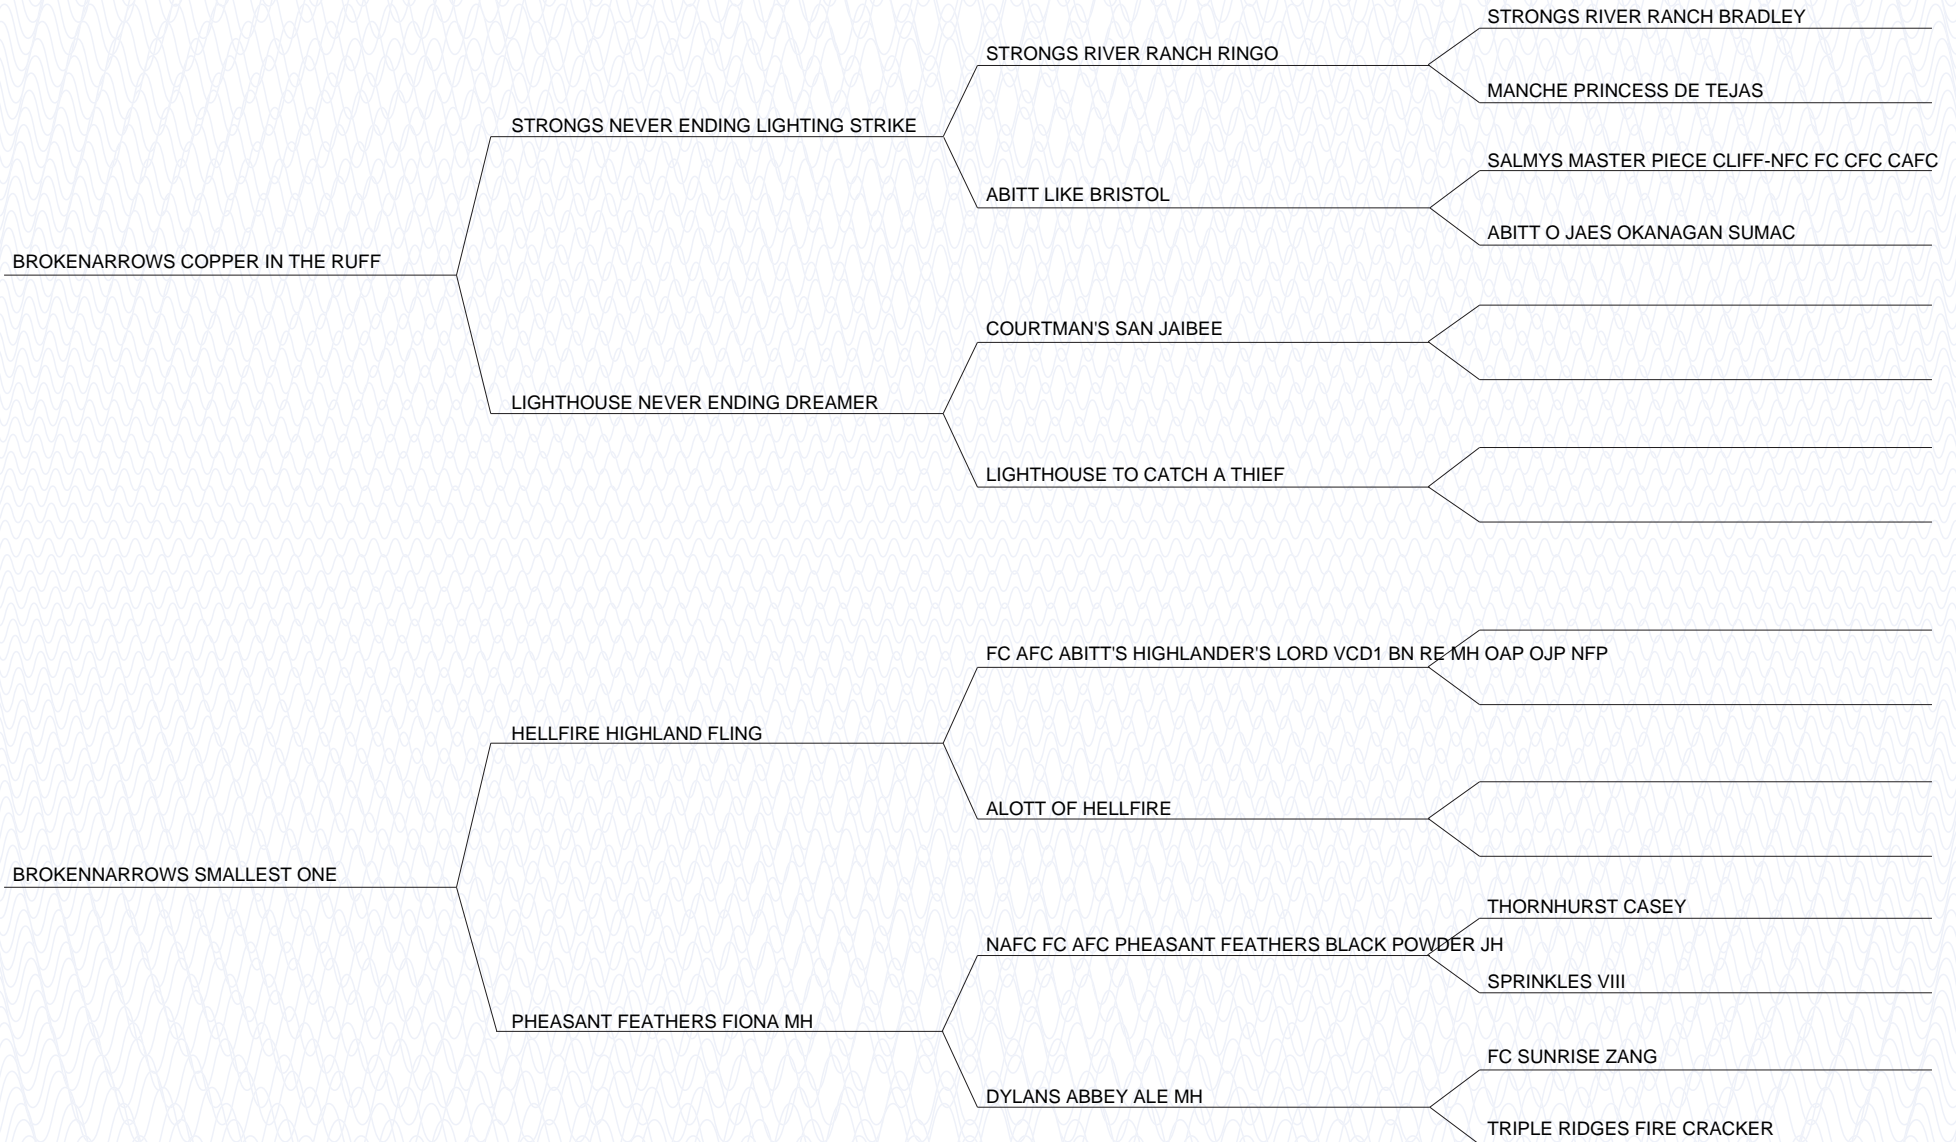 STRONGS RIVER RANCH BRADLEY
STRONGS RIVER RANCH RINGO
MANCHE PRINCESS DE TEJAS
STRONGS NEVER ENDING LIGHTING STRIKE
SALMYS MASTER PIECE CLIFF-NFC FC CFC CAFC
ABITT LIKE BRISTOL
ABITT O JAES OKANAGAN SUMAC
BROKENARROWS COPPER IN THE RUFF
COURTMAN'S SAN JAIBEE
LIGHTHOUSE NEVER ENDING DREAMER
LIGHTHOUSE TO CATCH A THIEF
FC AFC ABITT'S HIGHLANDER'S LORD VCD1 BN RE MH OAP OJP NFP
HELLFIRE HIGHLAND FLING
ALOTT OF HELLFIRE
BROKENNARROWS SMALLEST ONE
THORNHURST CASEY
NAFC FC AFC PHEASANT FEATHERS BLACK POWDER JH
SPRINKLES VIII
PHEASANT FEATHERS FIONA MH
FC SUNRISE ZANG
DYLANS ABBEY ALE MH
TRIPLE RIDGES FIRE CRACKER